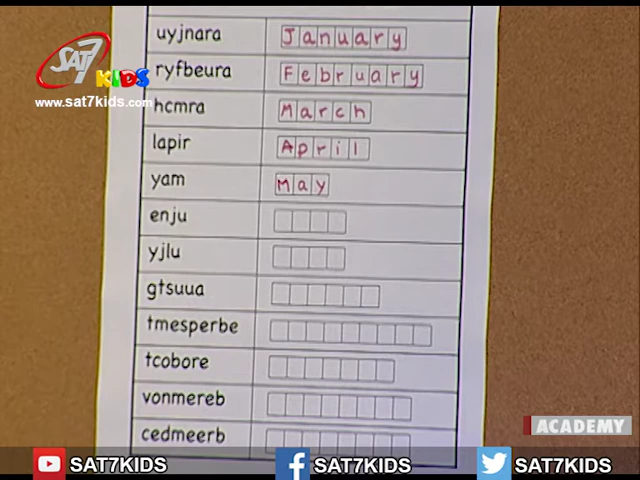 uyjnara January
ryfbeura February
hcmra March
lapir April
yam May
enju
yjlu
gtsuua
tmesperbe
tcobore
vonmereb
cedmeerb
SAT7
KIDS
www.sat7kids.com
ACADEMY
SAT7KIDS SAT7KIDS SAT7KIDS